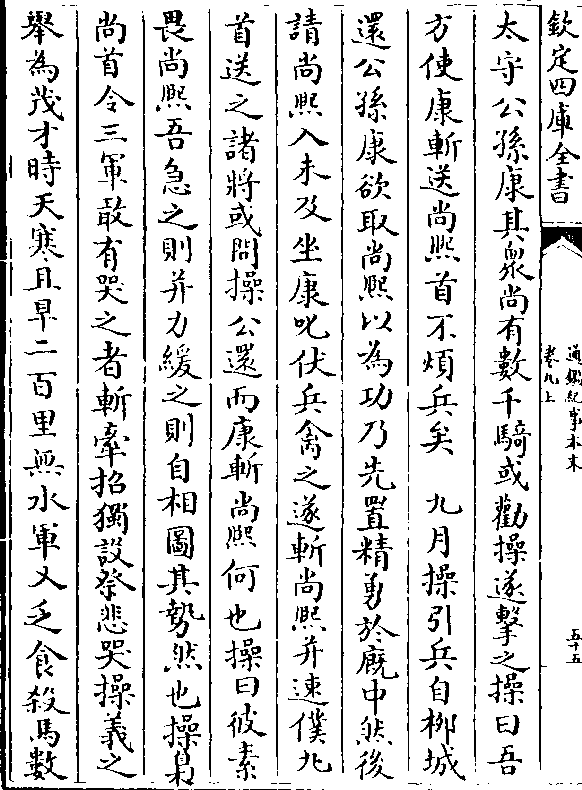 欽定四庫全書
通鑑紀事本末
卷九上
五十五
太守公孫康其衆尚有數千騎或勸操遂擊之操曰吾
方使康斬送尚熙首不煩兵矣 九月操引兵自柳城
還公孫康欲取尚熙以為功乃先置精勇於廐中然後
請尚熙入未及坐康叱伏兵禽之遂斬尚熙并速僕丸
首送之諸將或問操公還而康斬尚熙何也操曰彼素
畏尚熙吾急之則并力緩之則自相圖其勢然也操梟
尚首令三軍敢有哭之者斬牽招獨設祭悲哭操義之
舉為茂才時天寒且旱二百里無水軍又乏食殺馬數